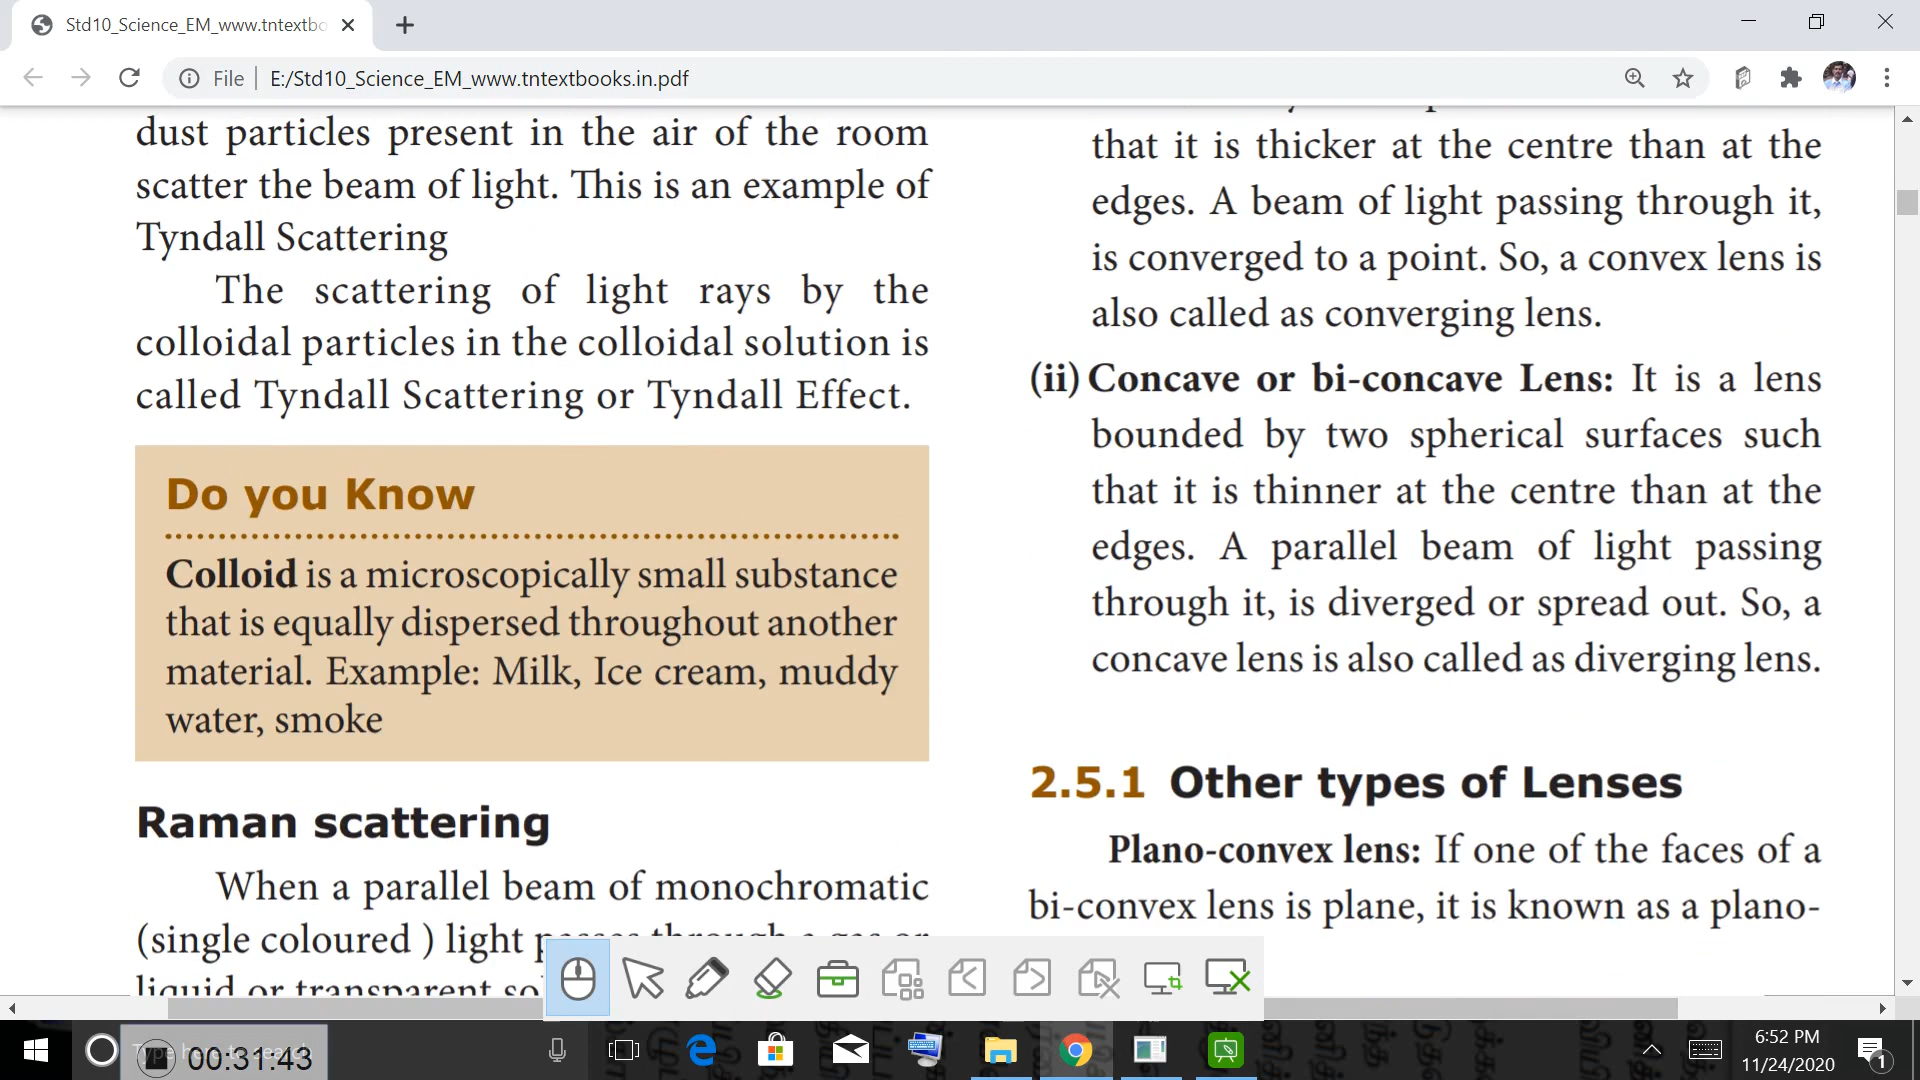 Std10_Science_EM_www.tntextbo
File
E:/Std10_Science_EM_www.tntextbooks.in.pdf
dust particles present in the air of the room
scatter the beam of light. This is an example of
Tyndall Scattering
The scattering of light rays by the
colloidal particles in the colloidal solution is
called Tyndall Scattering or Tyndall Effect.
Do you Know
Colloid is a microscopically small substance
that is equally dispersed throughout another
material. Example: Milk, Ice cream, muddy
water, smoke
Raman scattering
When a parallel beam of monochromatic
(single coloured ) light passes through a gas or
liquid or transparent
that it is thicker at the centre than at the
edges. A beam of light passing through it,
is converged to a point. So, a convex lens is
also called as converging lens.
(ii) Concave or bi-concave Lens: It is a lens
bounded by two spherical surfaces such
that it is thinner at the centre than at the
edges. A parallel beam of light passing
through it, is diverged or spread out. So, a
concave lens is also called as diverging lens.
2.5.1 Other types of Lenses
Plano-convex lens: If one of the faces of a
bi-convex lens is plane, it is known as a plano-
00:31:43
6:52 PM
11/24/2020
1